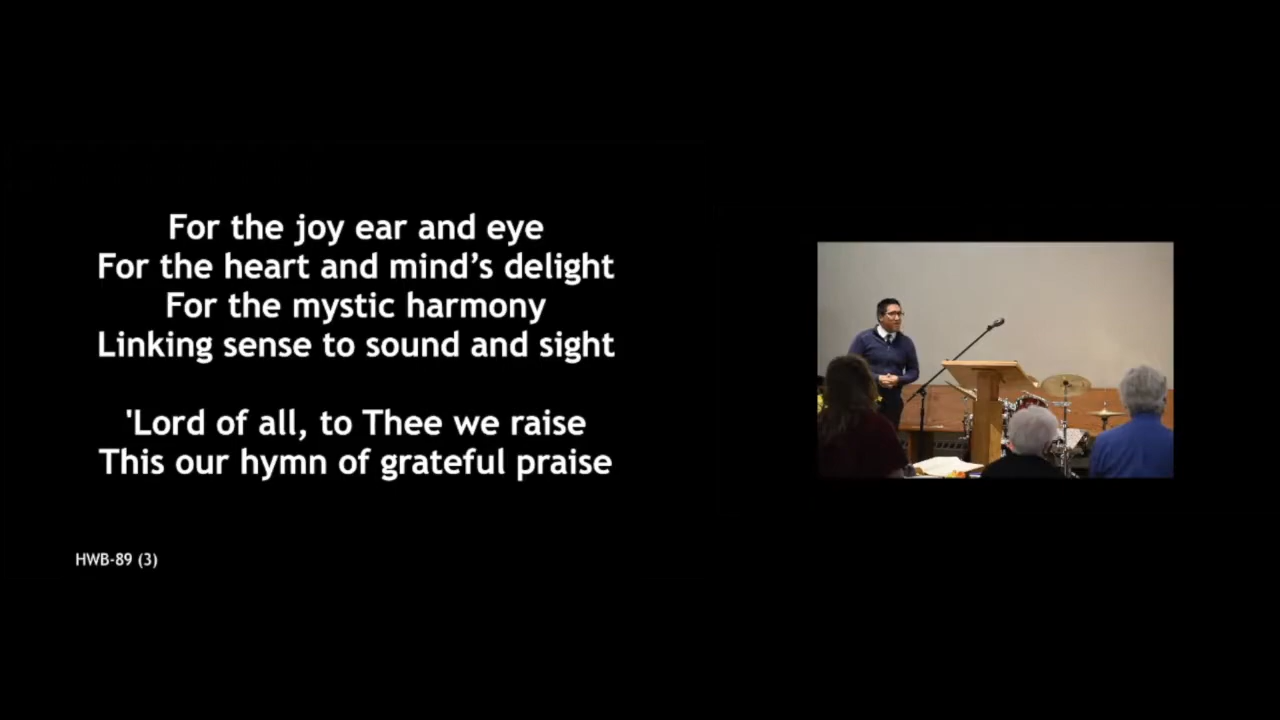 For the joy ear and eye
For the heart and mind’s delight
For the mystic harmony
Linking sense to sound and sight
'Lord of all, to Thee we raise
This our hymn of grateful praise
HWB-89 (3)